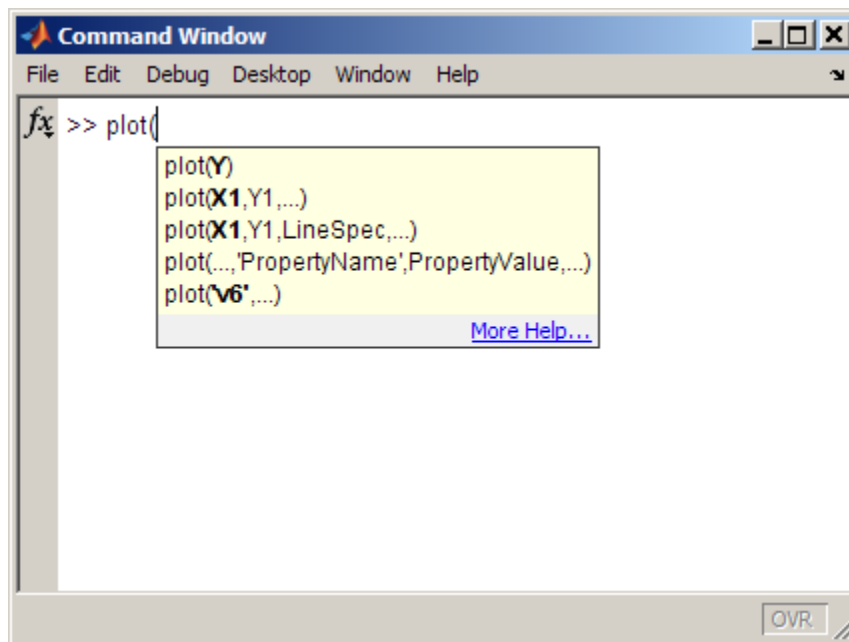 Command Window
File Edit Debug Desktop Window Help
fx >> plot(
plot(Y)
plot(X1,Y1,...)
plot(X1,Y1,LineSpec,...)
plot(...,'PropertyName',PropertyValue,...)
plot('v6',...)
More Help...
OVR